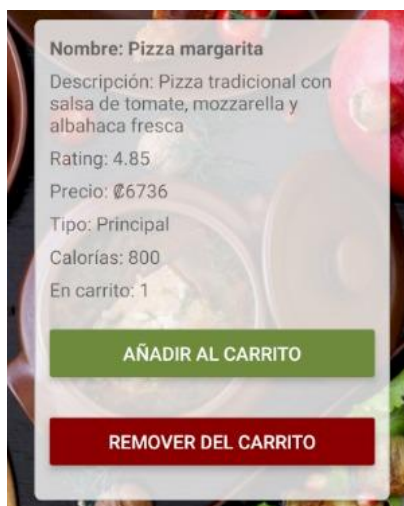 Nombre: Pizza margarita
Descripción: Pizza tradicional con
salsa de tomate, mozzarella y
albahaca fresca
Rating: 4.85
Precio: ₡6736
Tipo: Principal
Calorías: 800
En carrito: 1
AÑADIR AL CARRITO
REMOVER DEL CARRITO